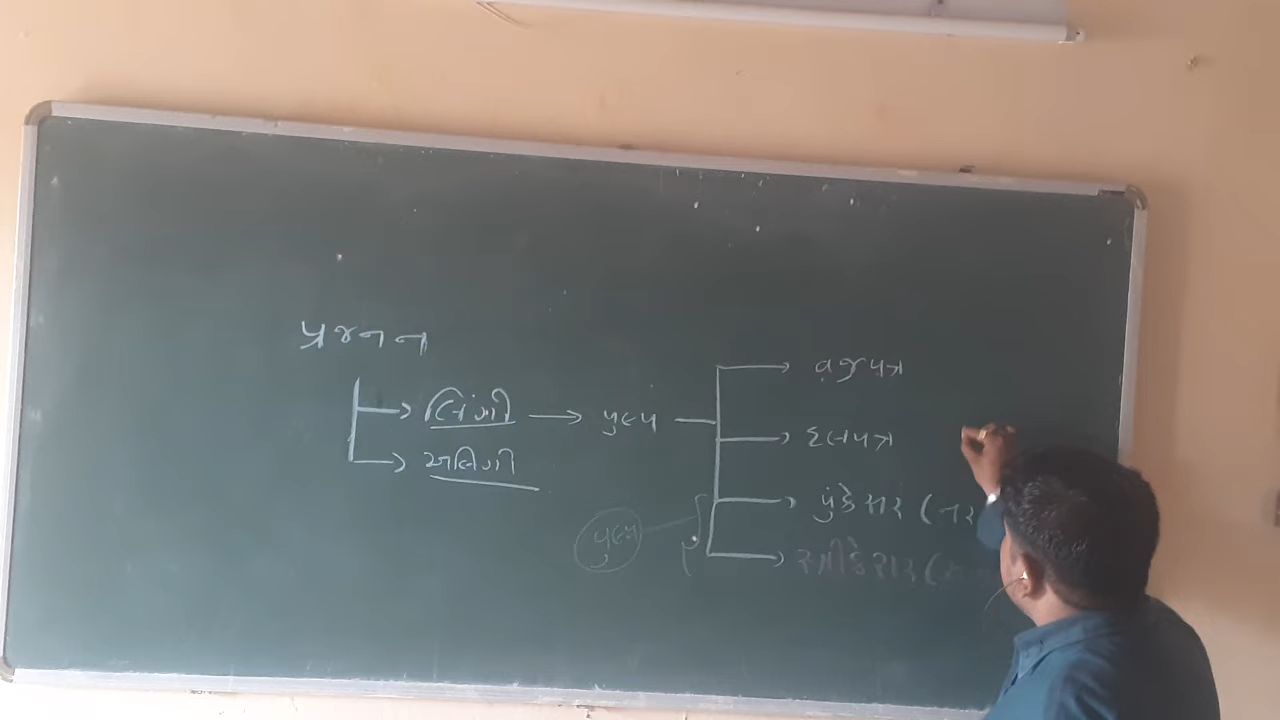 પ્રજનન
લિંગી → પુષ્પ
અલિંગી
વજ્રપત્ર
દલપત્ર
પુંકેસર (નર
સ્ત્રીકેસર (
પુષ્પ